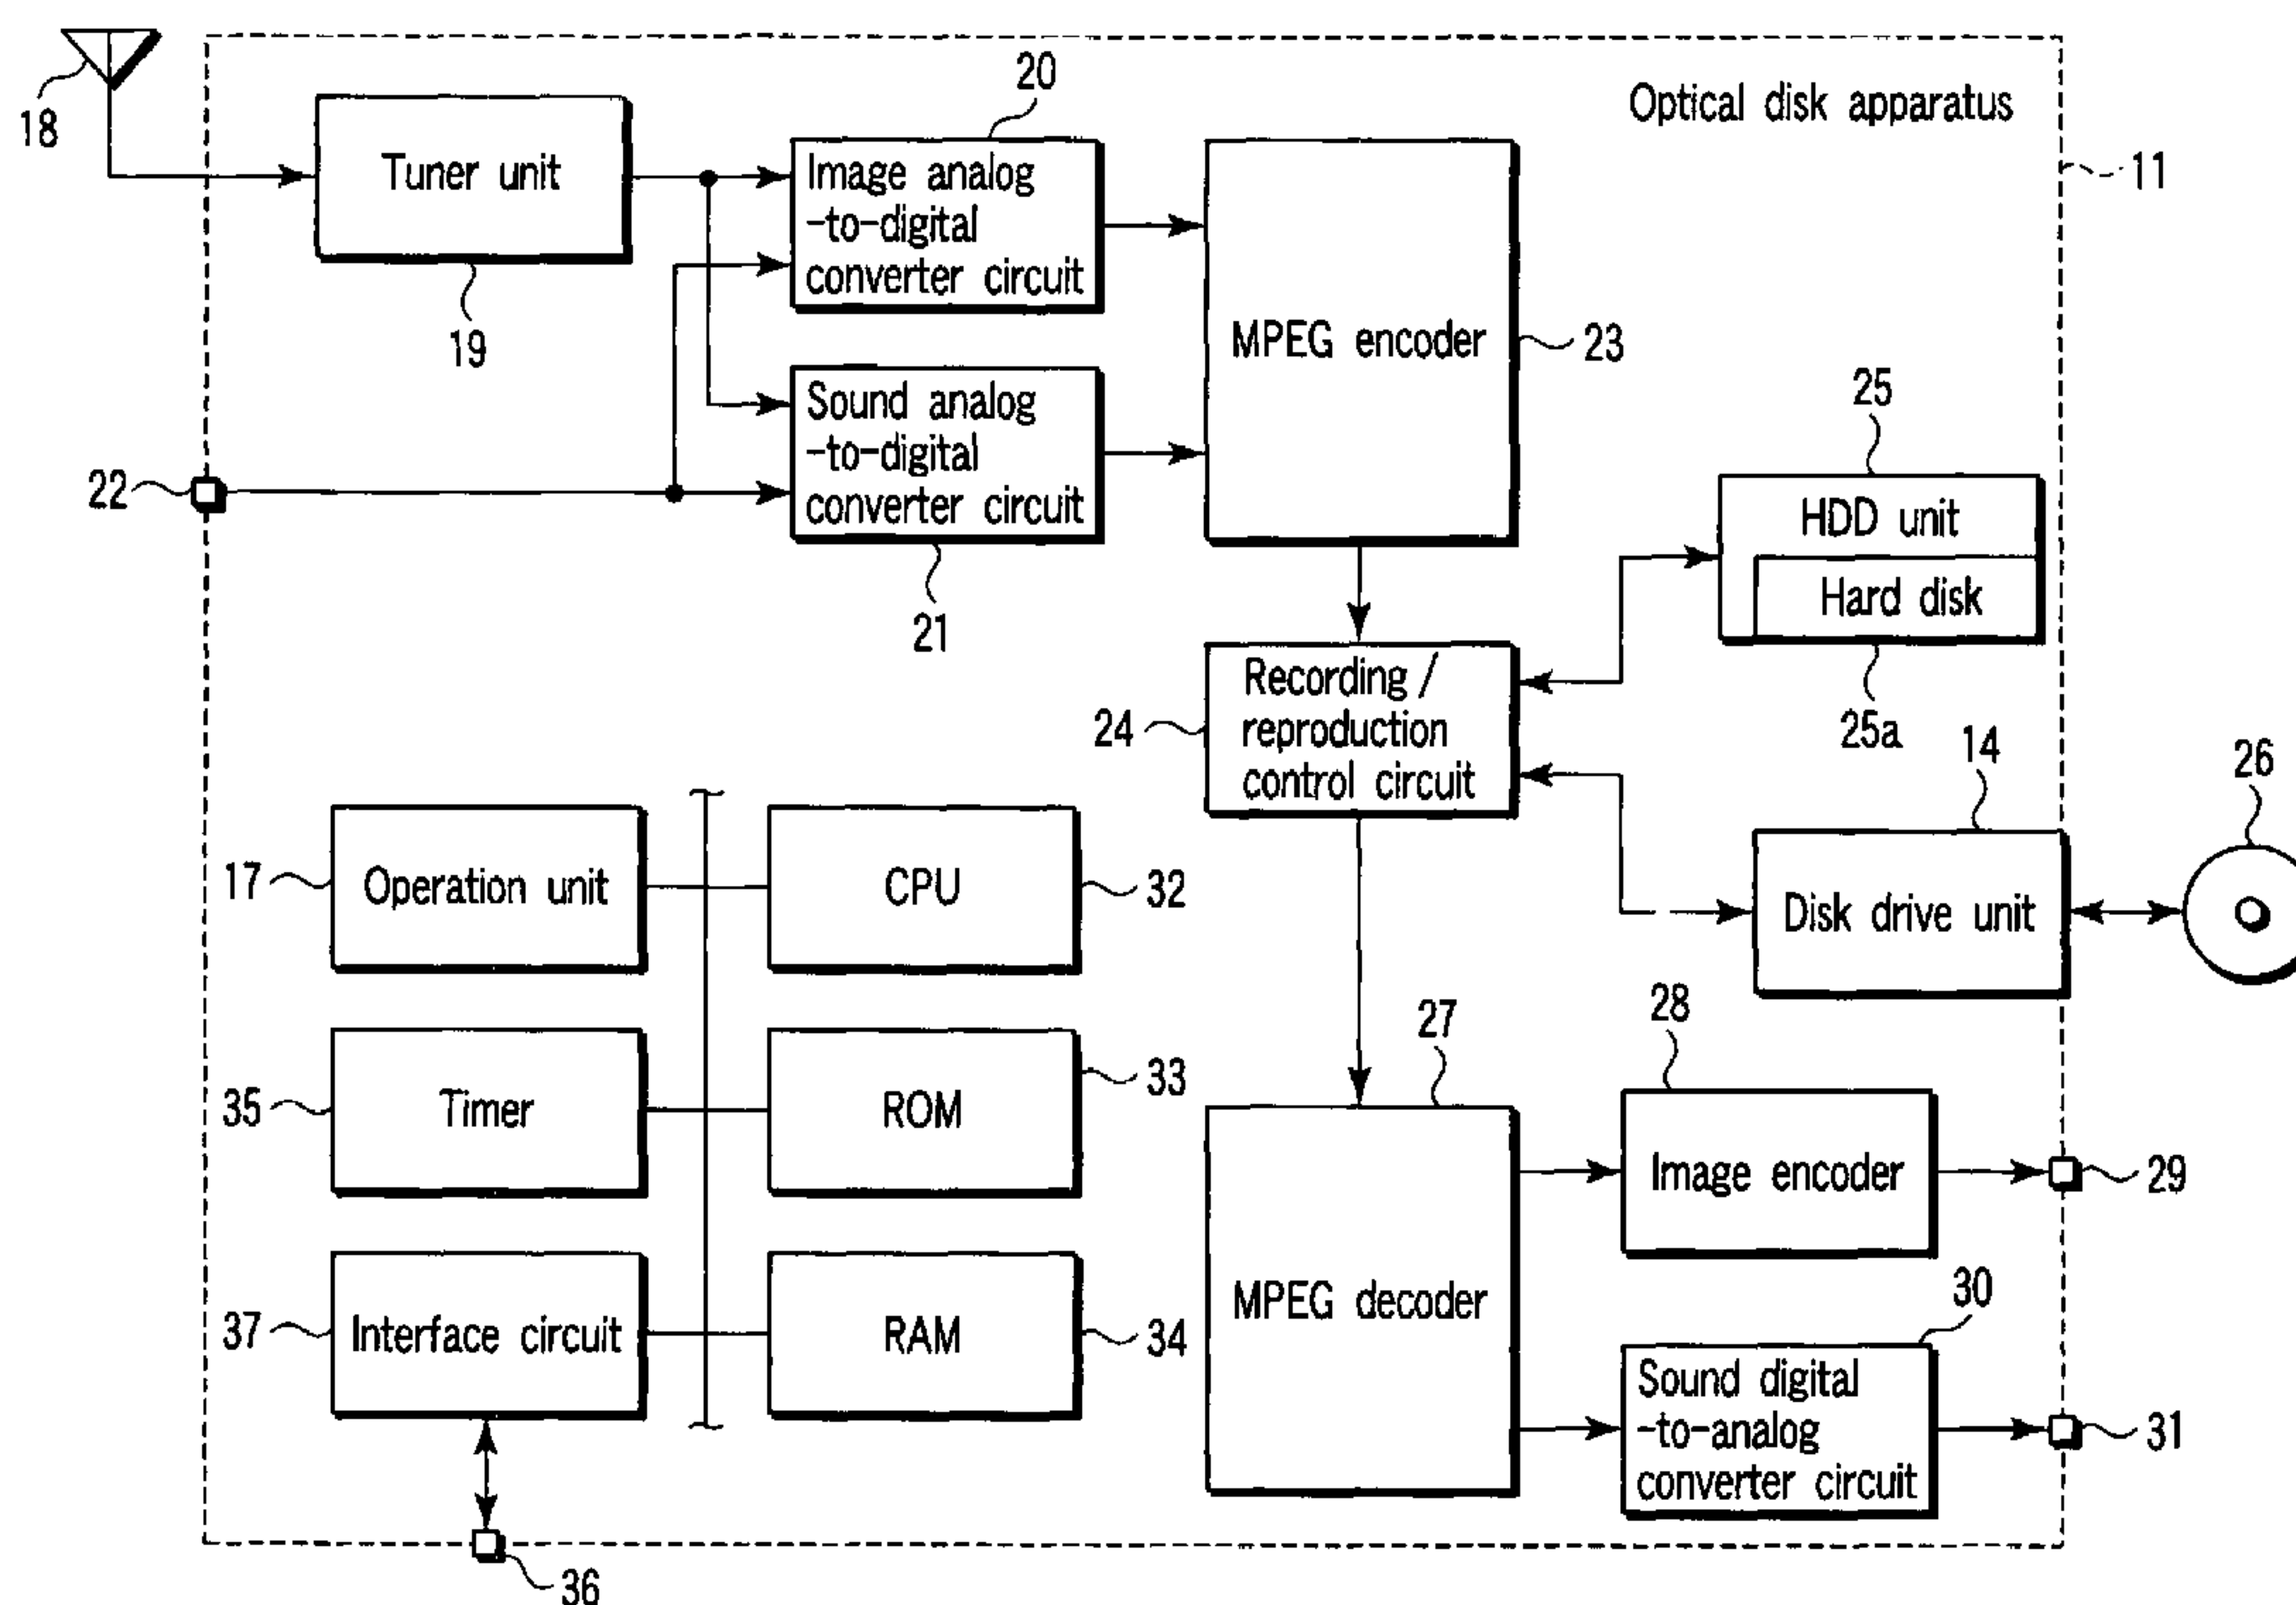 Optical disk apparatus
11
18
Tuner unit
19
20
Image analog
-to-digital
converter circuit
Sound analog
-to-digital
converter circuit
21
22
MPEG encoder
23
25
HDD unit
Hard disk
25a
24
Recording/
reproduction
control circuit
14
Disk drive unit
26
17
Operation unit
CPU
32
35
Timer
ROM
33
37
Interface circuit
RAM
34
36
27
MPEG decoder
28
Image encoder
29
30
Sound digital
-to-analog
converter circuit
31